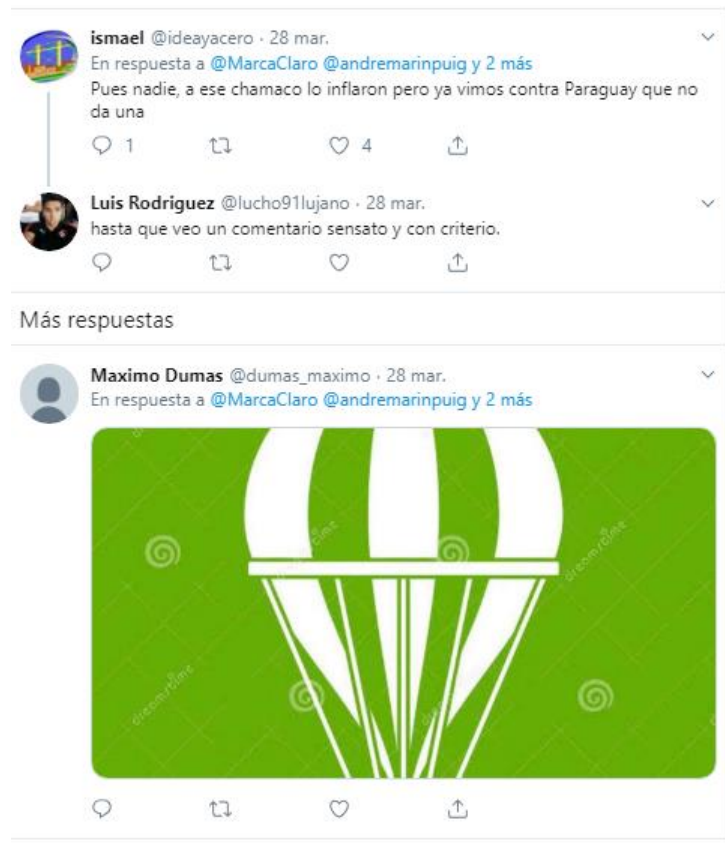 ismael @ideayacero · 28 mar.
En respuesta a @MarcaClaro @andremarinpuig y 2 más
Pues nadie, a ese chamaco lo inflaron pero ya vimos contra Paraguay que no
da una
1 4
Luis Rodriguez @lucho91lujano · 28 mar.
hasta que veo un comentario sensato y con criterio.
Más respuestas
Maximo Dumas @dumas_maximo · 28 mar.
En respuesta a @MarcaClaro @andremarinpuig y 2 más
dreamstime
dreamstime
dreamstime